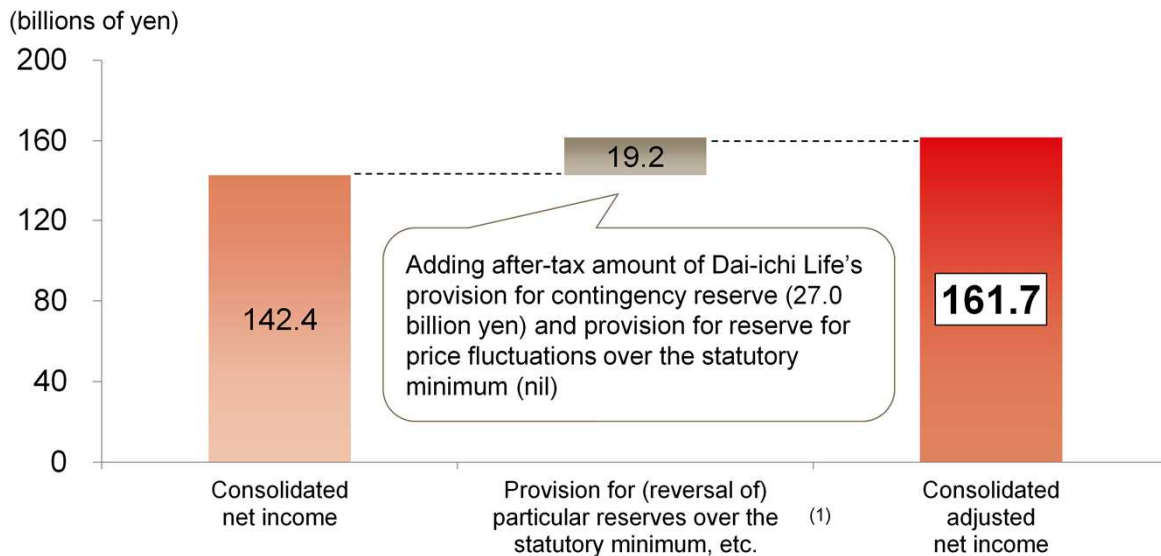 (billions of yen)
200
160
120
80
40
0
142.4
19.2
161.7
Adding after-tax amount of Dai-ichi Life’s
provision for contingency reserve (27.0
billion yen) and provision for reserve for
price fluctuations over the statutory
minimum (nil)
Consolidated
net income
Provision for (reversal of)
particular reserves over the (1)
statutory minimum, etc.
Consolidated
adjusted
net income